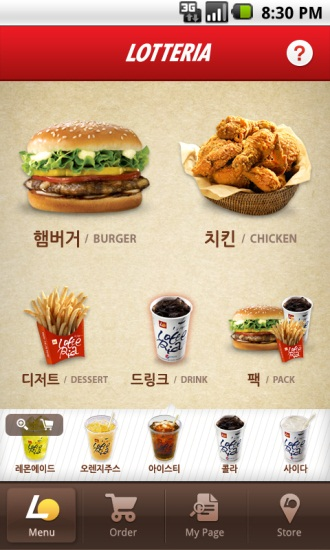 3G
8:30 PM
LOTTERIA
?
햄버거 / BURGER
치킨 / CHICKEN
디저트 / DESSERT
드링크 / DRINK
팩 / PACK
레몬에이드
오렌지주스
아이스티
콜라
사이다
Menu
Order
My Page
Store